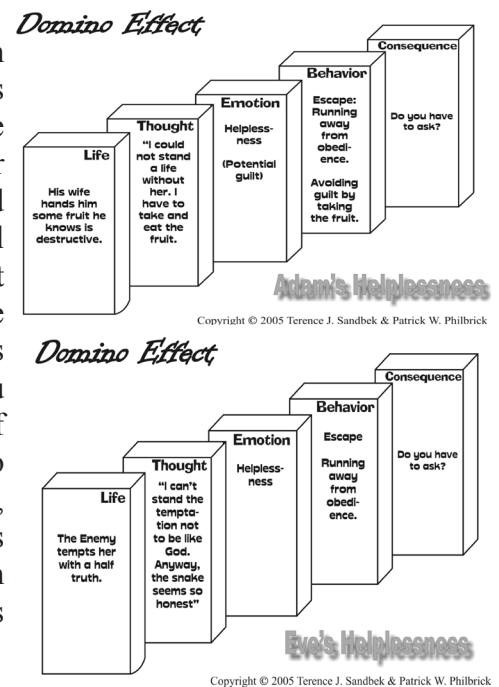 Domino Effect
Life
His wife
hands him
some fruit he
knows is
destructive.
Thought
“I could
not stand
a life
without
her. I
have to
take and
eat the
fruit.
Emotion
Helpless-
ness
(Potential
guilt)
Behavior
Escape:
Running
away
from
obedi-
ence.
Avoiding
guilt by
taking
the fruit.
Consequence
Do you have
to ask?
Adam's Helplessness
Copyright © 2005 Terence J. Sandbek & Patrick W. Philbrick
Domino Effect
Life
The Enemy
tempts her
with a half
truth.
Thought
“I can't
stand the
tempta-
tion not
to be like
God.
Anyway,
the snake
seems so
honest”
Emotion
Helpless-
ness
Behavior
Escape
Running
away
from
obedi-
ence.
Consequence
Do you have
to ask?
Eve's Helplessness
Copyright © 2005 Terence J. Sandbek & Patrick W. Philbrick